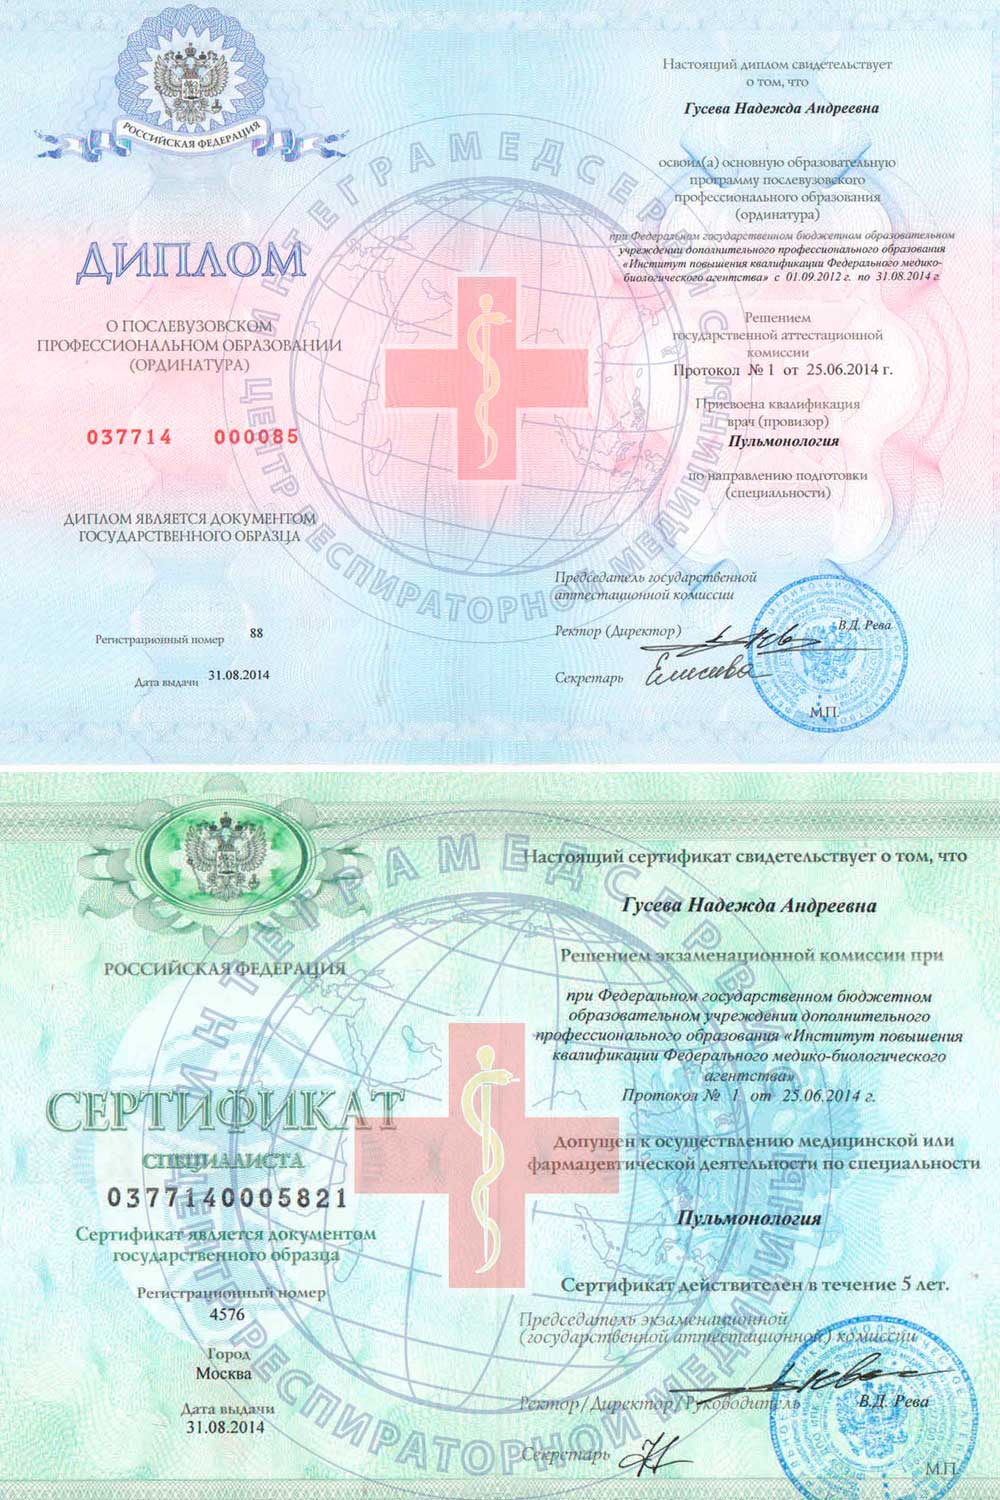 РОССИЙСКАЯ ФЕДЕРАЦИЯ
ДИПЛОМ
О ПОСЛЕВУЗОВСКОМ
ПРОФЕССИОНАЛЬНОМ ОБРАЗОВАНИИ
(ОРДИНАТУРА)
037714 000085
ДИПЛОМ ЯВЛЯЕТСЯ ДОКУМЕНТОМ
ГОСУДАРСТВЕННОГО ОБРАЗЦА
Регистрационный номер 88
Дата выдачи 31.08.2014
Настоящий диплом свидетельствует
о том, что
Гусева Надежда Андреевна
освоил(а) основную образовательную
программу послевузовского
профессионального образования
(ординатура)
при Федеральном государственном бюджетном образовательном
учреждении дополнительного профессионального образования
«Институт повышения квалификации Федерального медико-
биологического агентства» с 01.09.2012 г. по 31.08.2014 г.
Решением
государственной аттестационной
комиссии
Протокол № 1 от 25.06.2014 г.
Присвоена квалификация
врач (провизор)
Пульмонология
по направлению подготовки
(специальности)
Председатель государственной
аттестационной комиссии
Ректор (Директор)
В.Д. Рева
Секретарь
М.П.
ИНТЕГРАМЕДСЕРВИС
ЦЕНТР РЕСПИРАТОРНОЙ МЕДИЦИНЫ
РОССИЙСКАЯ ФЕДЕРАЦИЯ
СЕРТИФИКАТ
СПЕЦИАЛИСТА
0377140005821
Сертификат является документом
государственного образца
Регистрационный номер
4576
Город
Москва
Дата выдачи
31.08.2014
Настоящий сертификат свидетельствует о том, что
Гусева Надежда Андреевна
Решением экзаменационной комиссии при
при Федеральном государственном бюджетном
образовательном учреждении дополнительного
профессионального образования «Институт повышения
квалификации Федерального медико-биологического
агентства»
Протокол № 1 от 25.06.2014 г.
Допущен к осуществлению медицинской или
фармацевтической деятельности по специальности
Пульмонология
Сертификат действителен в течение 5 лет.
Председатель экзаменационной
(государственной аттестационной) комиссии
Ректор/Директор/Руководитель
В.Д. Рева
Секретарь
М.П.
ИНТЕГРАМЕДСЕРВИС
ЦЕНТР РЕСПИРАТОРНОЙ МЕДИЦИНЫ